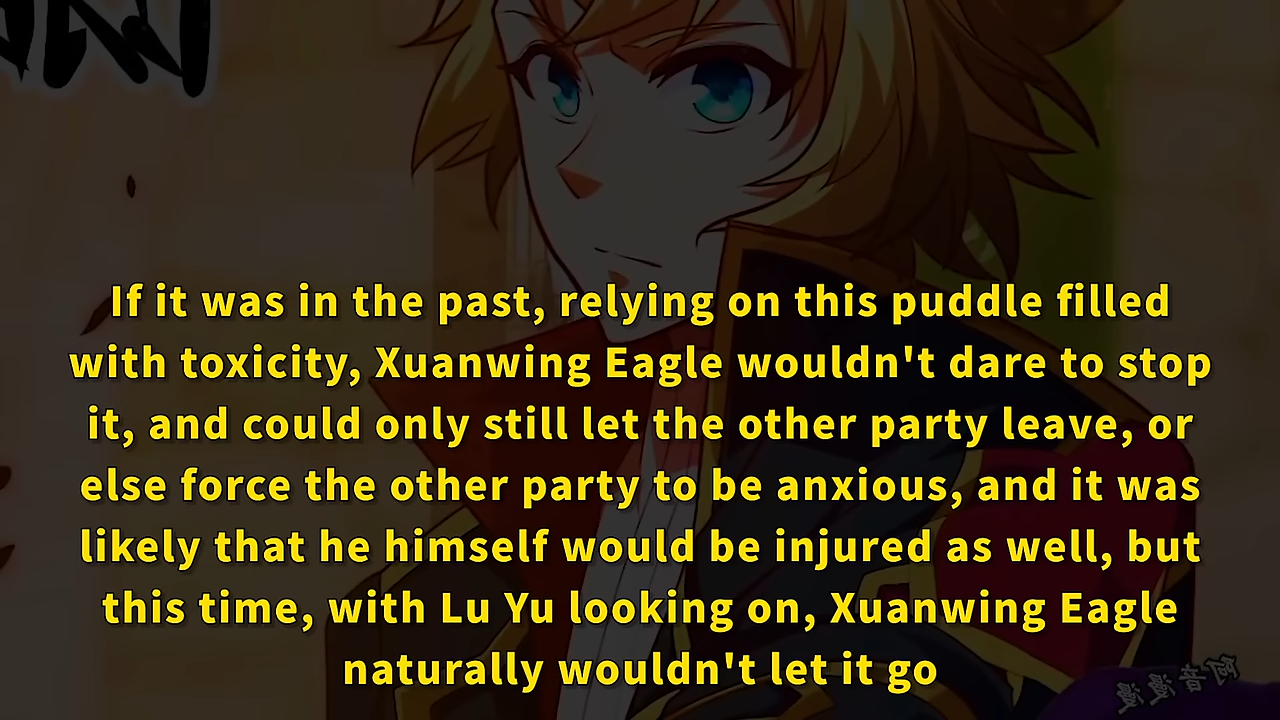 If it was in the past, relying on this puddle filled
with toxicity, Xuanwing Eagle wouldn't dare to stop
it, and could only still let the other party leave, or
else force the other party to be anxious, and it was
likely that he himself would be injured as well, but
this time, with Lu Yu looking on, Xuanwing Eagle
naturally wouldn't let it go